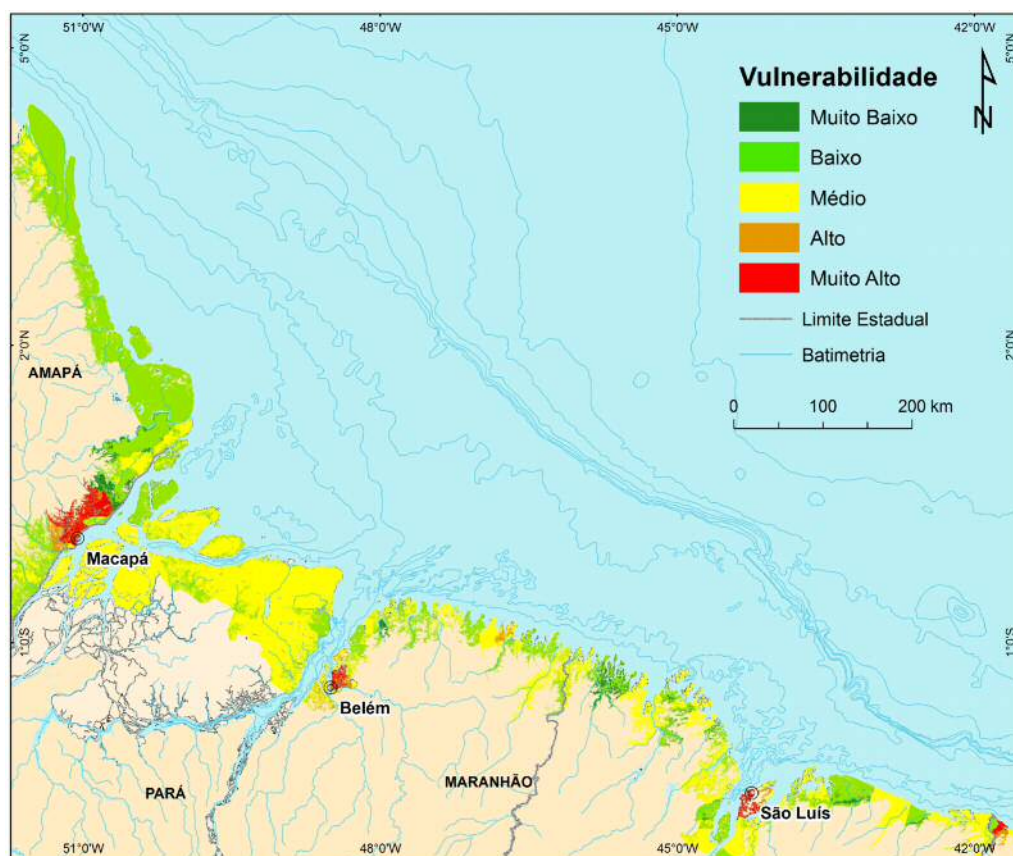 51°0'W 48°0'W 45°0'W 42°0'W
5°0'N 5°0'N
Vulnerabilidade
N
Muito Baixo
Baixo
Médio
Alto
Muito Alto
Limite Estadual
Batimetria
2°0'N 2°0'N
AMAPÁ
0 100 200 km
Macapá
1°0'S 1°0'S
Belém
PARÁ
MARANHÃO
São Luís
51°0'W 48°0'W 45°0'W 42°0'W